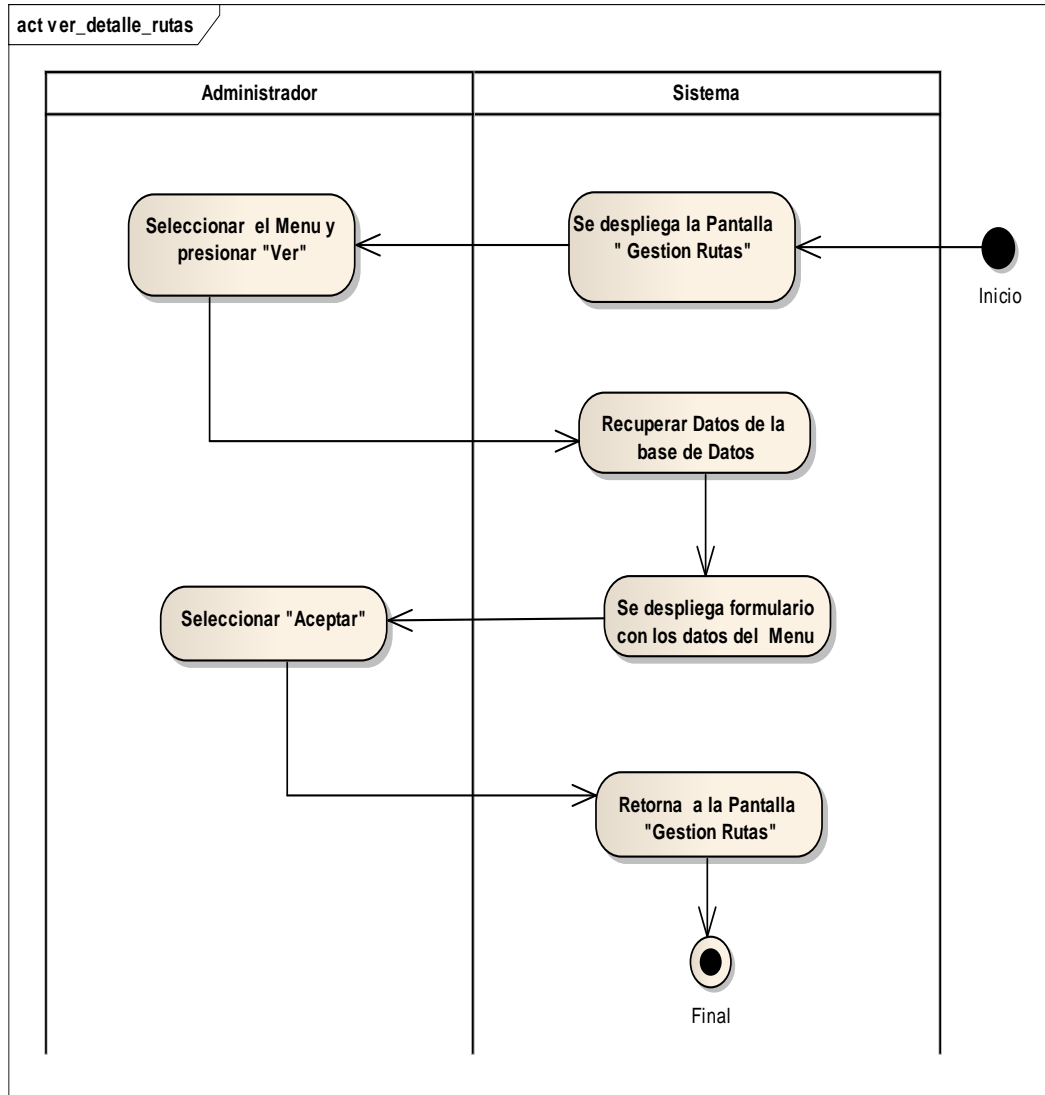 act ver_detalle_rutas
Administrador
Sistema
Seleccionar el Menu y
presionar "Ver"
Se despliega la Pantalla
" Gestion Rutas"
Inicio
Recuperar Datos de la
base de Datos
Seleccionar "Aceptar"
Se despliega formulario
con los datos del Menu
Retorna a la Pantalla
"Gestion Rutas"
Final